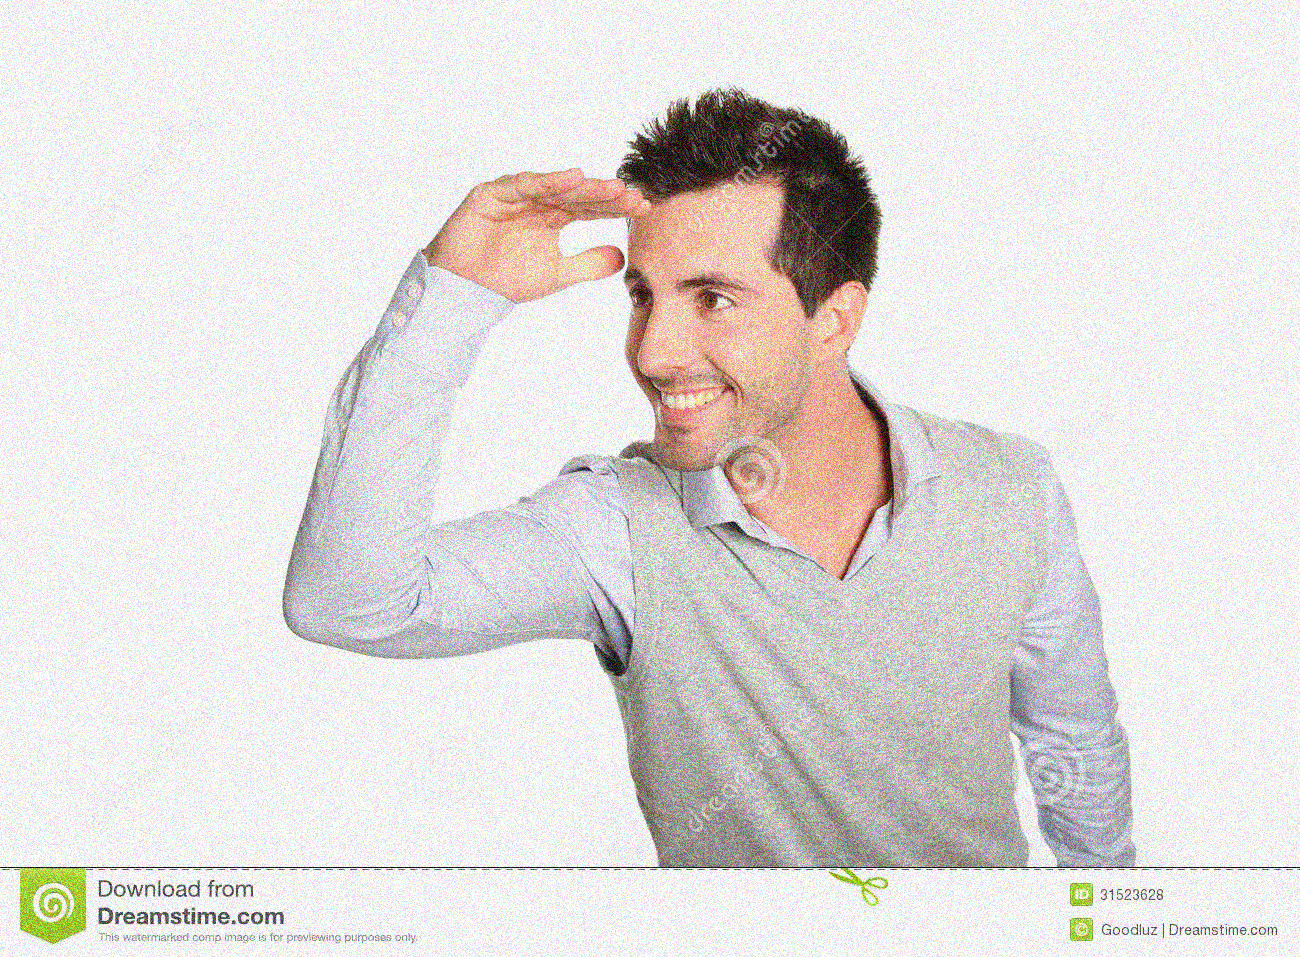 Download from
Dreamstime.com
This watermarked comp image is for previewing purposes only.
ID 31523628
© Goodluz | Dreamstime.com